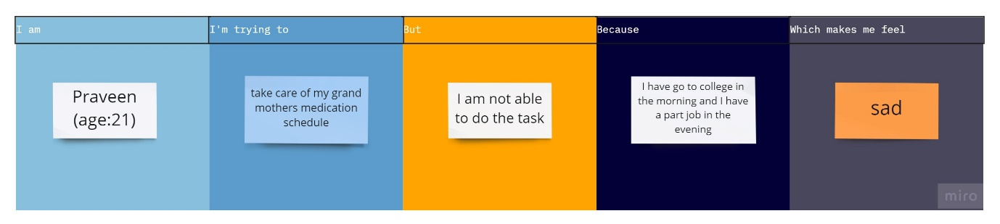 I am
I'm trying to
But
Because
Which makes me feel
Praveen
(age:21)
take care of my grand
mothers medication
schedule
I am not able
to do the task
I have go to college in
the morning and I have
a part job in the
evening
sad
miro